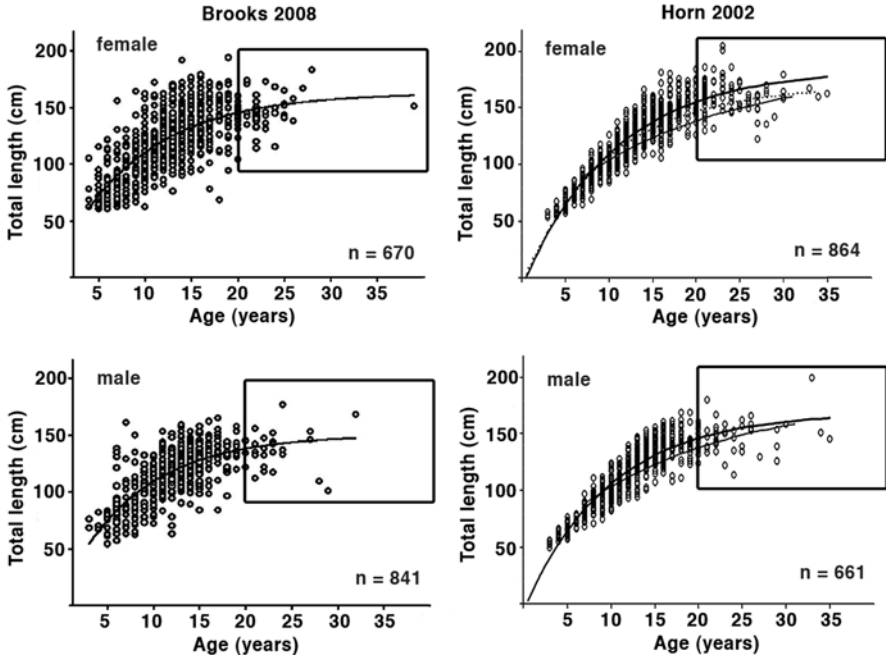 Brooks 2008
Horn 2002
female
200
150
100
50
Total length (cm)
n = 670
5 10 15 20 25 30 35
Age (years)
female
200
150
100
50
Total length (cm)
n = 864
5 10 15 20 25 30 35
Age (years)
male
200
150
100
50
Total length (cm)
n = 841
5 10 15 20 25 30 35
Age (years)
male
200
150
100
50
Total length (cm)
n = 661
5 10 15 20 25 30 35
Age (years)